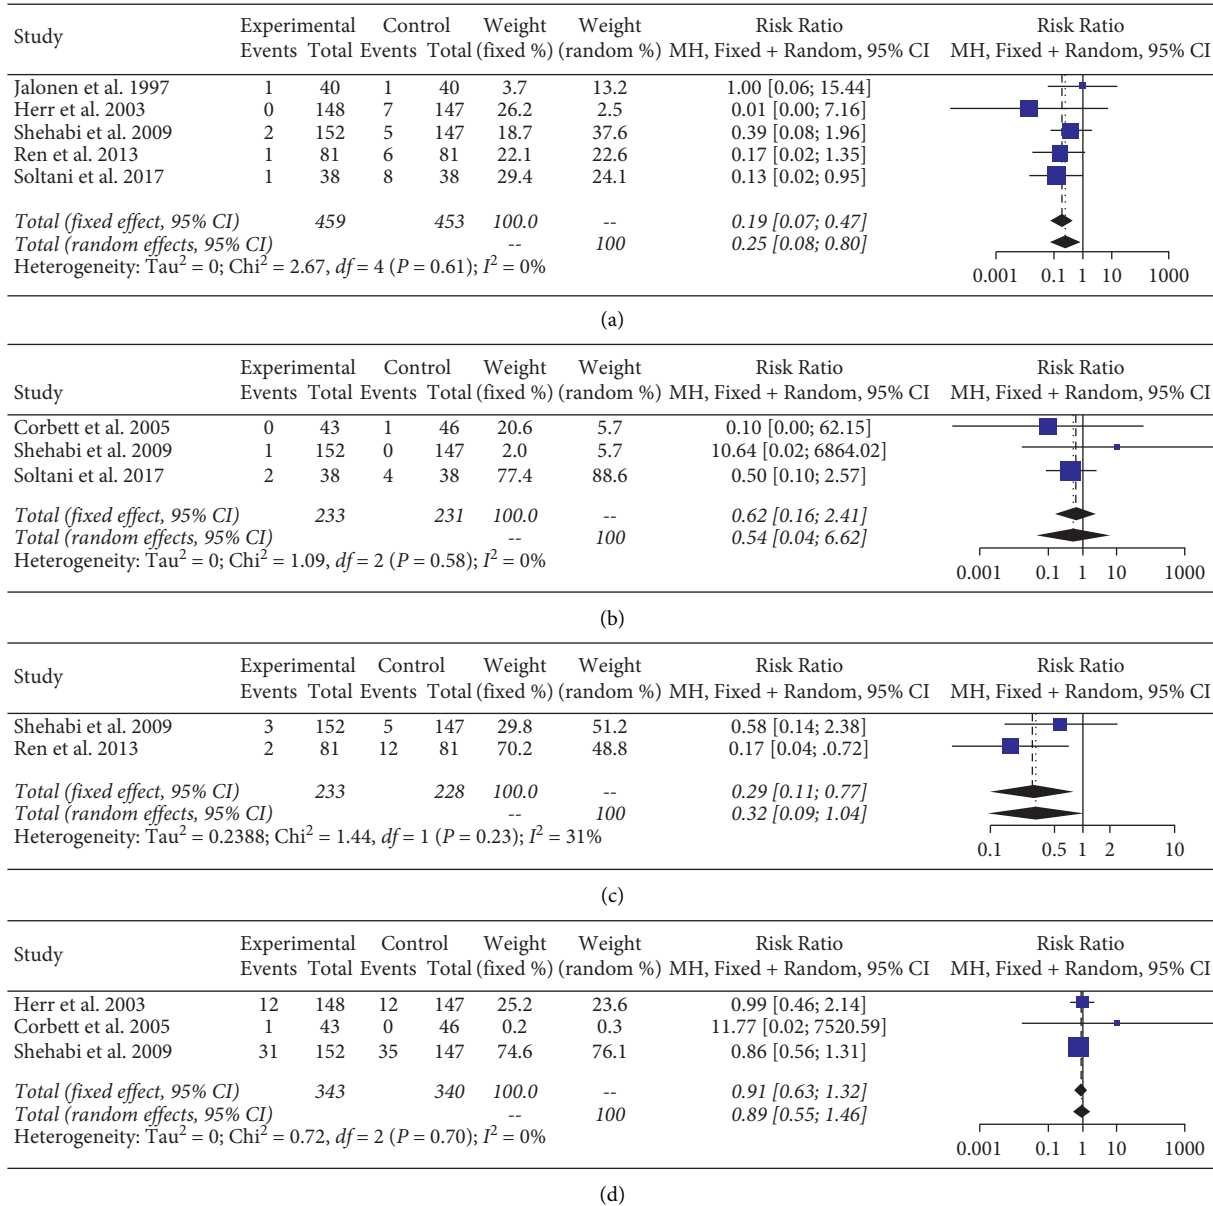 Study Experimental Control Weight Weight Risk Ratio Risk Ratio
Events Total Events Total (fixed %) (random %) MH, Fixed + Random, 95% CI MH, Fixed + Random, 95% CI
Jalonen et al. 1997 1 40 1 40 3.7 13.2 1.00 [0.06; 15.44]
Herr et al. 2003 0 148 7 147 26.2 2.5 0.01 [0.00; 7.16]
Shehabi et al. 2009 2 152 5 147 18.7 37.6 0.39 [0.08; 1.96]
Ren et al. 2013 1 81 6 81 22.1 22.6 0.17 [0.02; 1.35]
Soltani et al. 2017 1 38 8 38 29.4 24.1 0.13 [0.02; 0.95]
Total (fixed effect, 95% CI) 459 453 100.0 -- 0.19 [0.07; 0.47]
Total (random effects, 95% CI) -- 100 0.25 [0.08; 0.80]
Heterogeneity: Tau² = 0; Chi² = 2.67, df = 4 (P = 0.61); I² = 0%
0.001 0.1 1 10 1000
(a)
Study Experimental Control Weight Weight Risk Ratio Risk Ratio
Events Total Events Total (fixed %) (random %) MH, Fixed + Random, 95% CI MH, Fixed + Random, 95% CI
Corbett et al. 2005 0 43 1 46 20.6 5.7 0.10 [0.00; 62.15]
Shehabi et al. 2009 1 152 0 147 2.0 5.7 10.64 [0.02; 6864.02]
Soltani et al. 2017 2 38 4 38 77.4 88.6 0.50 [0.10; 2.57]
Total (fixed effect, 95% CI) 233 231 100.0 -- 0.62 [0.16; 2.41]
Total (random effects, 95% CI) -- 100 0.54 [0.04; 6.62]
Heterogeneity: Tau² = 0; Chi² = 1.09, df = 2 (P = 0.58); I² = 0%
0.001 0.1 1 10 1000
(b)
Study Experimental Control Weight Weight Risk Ratio Risk Ratio
Events Total Events Total (fixed %) (random %) MH, Fixed + Random, 95% CI MH, Fixed + Random, 95% CI
Shehabi et al. 2009 3 152 5 147 29.8 51.2 0.58 [0.14; 2.38]
Ren et al. 2013 2 81 12 81 70.2 48.8 0.17 [0.04; .0.72]
Total (fixed effect, 95% CI) 233 228 100.0 -- 0.29 [0.11; 0.77]
Total (random effects, 95% CI) -- 100 0.32 [0.09; 1.04]
Heterogeneity: Tau² = 0.2388; Chi² = 1.44, df = 1 (P = 0.23); I² = 31%
0.1 0.5 1 2 10
(c)
Study Experimental Control Weight Weight Risk Ratio Risk Ratio
Events Total Events Total (fixed %) (random %) MH, Fixed + Random, 95% CI MH, Fixed + Random, 95% CI
Herr et al. 2003 12 148 12 147 25.2 23.6 0.99 [0.46; 2.14]
Corbett et al. 2005 1 43 0 46 0.2 0.3 11.77 [0.02; 7520.59]
Shehabi et al. 2009 31 152 35 147 74.6 76.1 0.86 [0.56; 1.31]
Total (fixed effect, 95% CI) 343 340 100.0 -- 0.91 [0.63; 1.32]
Total (random effects, 95% CI) -- 100 0.89 [0.55; 1.46]
Heterogeneity: Tau² = 0; Chi² = 0.72, df = 2 (P = 0.70); I² = 0%
0.001 0.1 1 10 1000
(d)